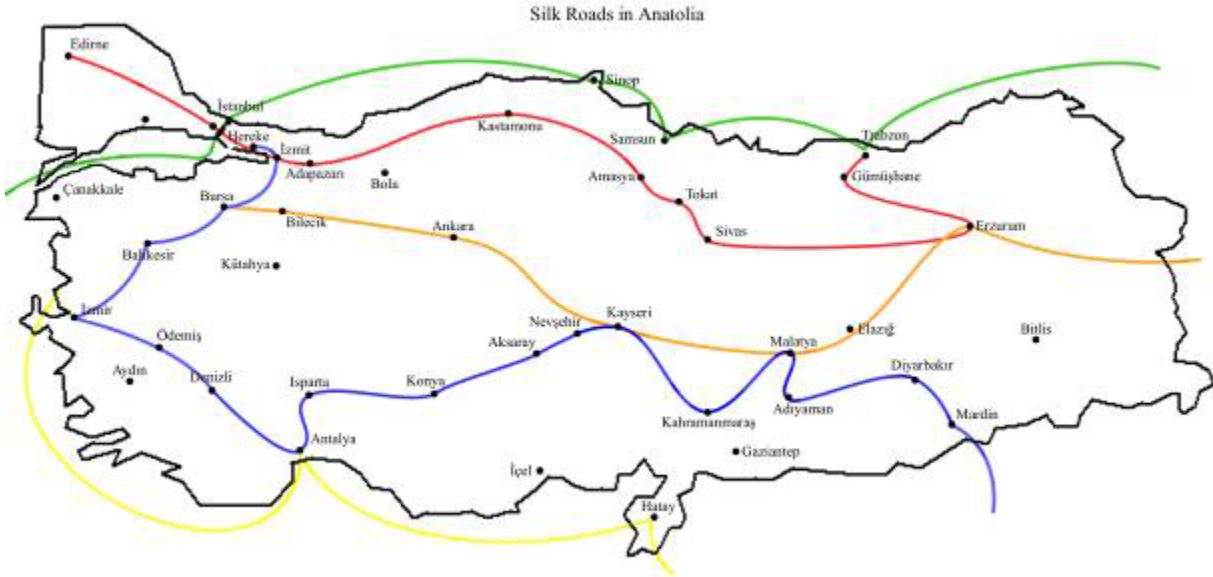 Silk Roads in Anatolia
Edirne
İstanbul
Hereke
İzmit
Adapazarı
Bola
Kastamonu
Sinop
Samsun
Amasya
Tokat
Sivas
Trabzon
Gümüşhane
Erzurum
Çanakkale
Bursa
Bilecik
Ankara
Balıkesir
Kütahya
İzmir
Ödemiş
Aydın
Denizli
Isparta
Antalya
Konya
Aksaray
Nevşehir
Kayseri
Malatya
Elazığ
Bitlis
Diyarbakır
Mardin
Adıyaman
Kahramanmaraş
Gaziantep
İçel
Hatay